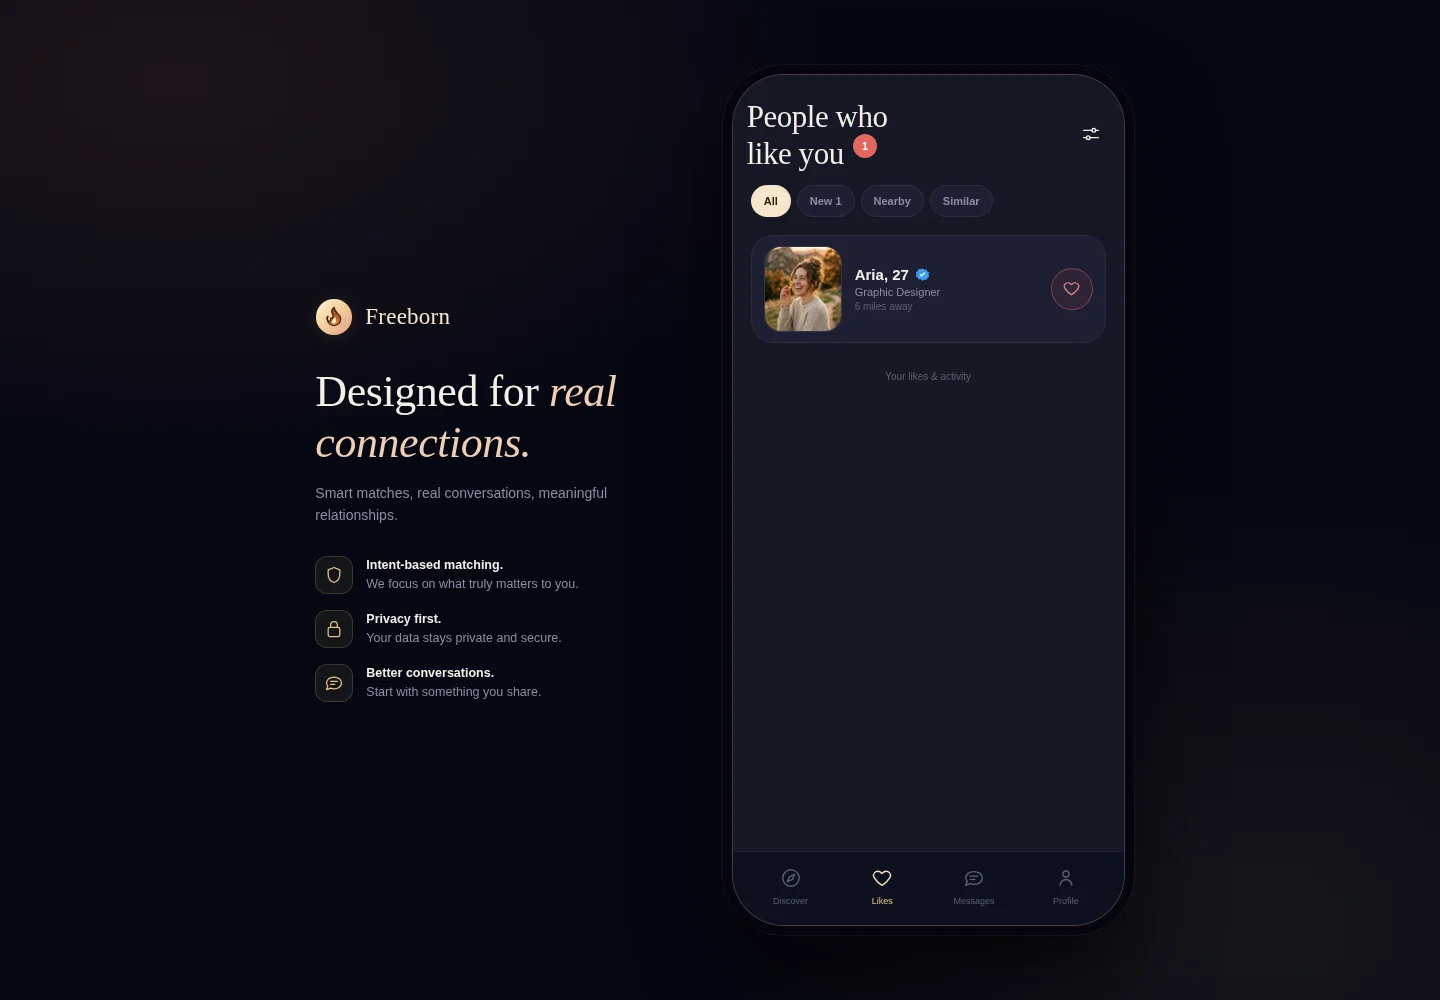 Freeborn
Designed for real
connections.
Smart matches, real conversations, meaningful
relationships.
Intent-based matching.
We focus on what truly matters to you.
Privacy first.
Your data stays private and secure.
Better conversations.
Start with something you share.
People who
like you 1
All New 1 Nearby Similar
Aria, 27
Graphic Designer
6 miles away
Your likes & activity
Discover Likes Messages Profile